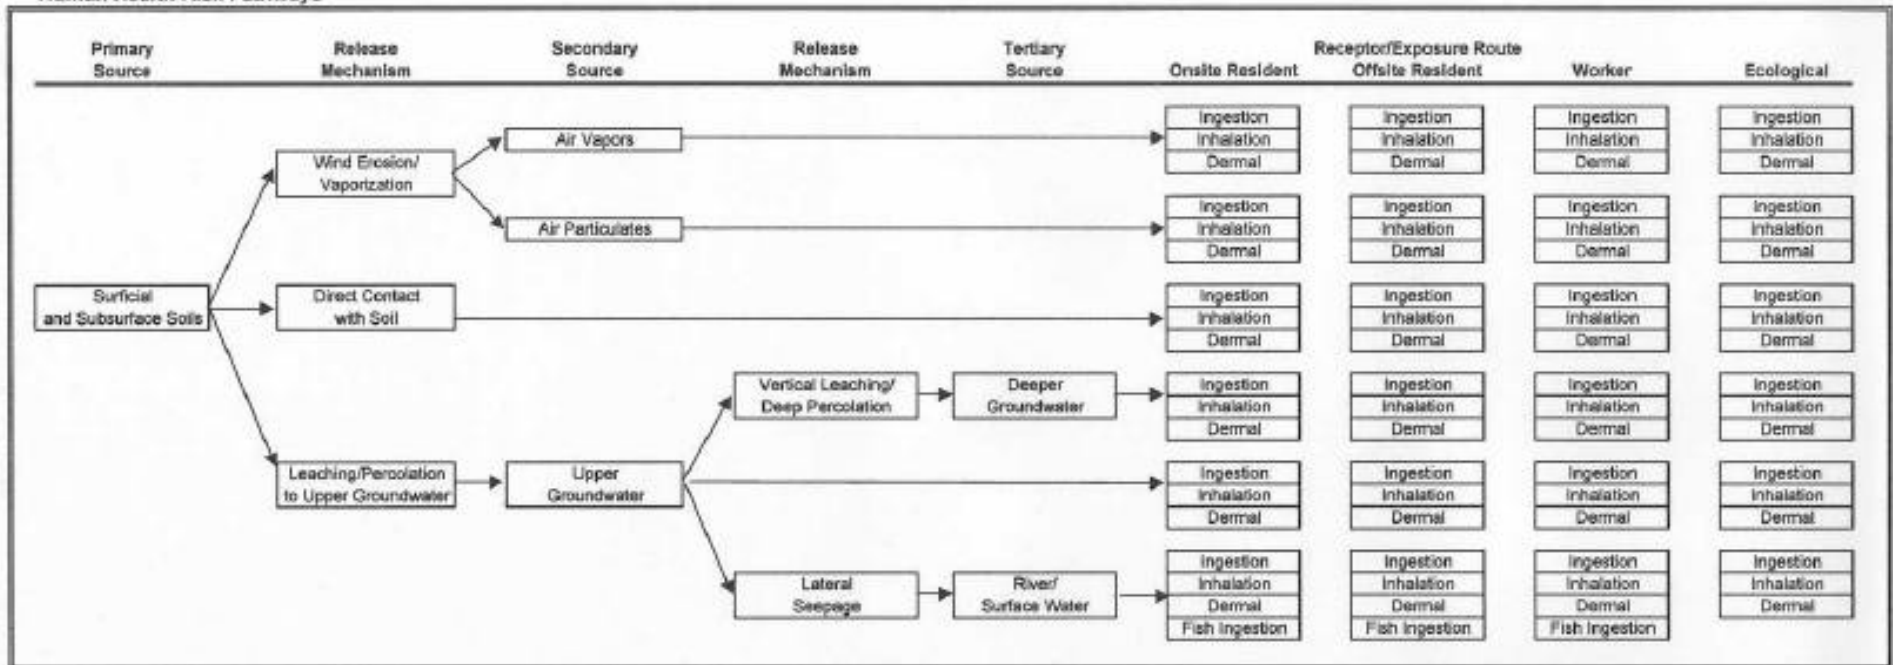 Human Health Risk Pathways
Primary Source
Release Mechanism
Secondary Source
Release Mechanism
Tertiary Source
Receptor/Exposure Route
Onsite Resident
Offsite Resident
Worker
Ecological
Surficial
and Subsurface Soils
Wind Erosion/
Vaporization
Direct Contact
with Soil
Leaching/Percolation
to Upper Groundwater
Air Vapors
Air Particulates
Upper
Groundwater
Vertical Leaching/
Deep Percolation
Lateral
Seepage
Deeper
Groundwater
River/
Surface Water
Ingestion Ingestion Ingestion Ingestion
Inhalation Inhalation Inhalation Inhalation
Dermal Dermal Dermal Dermal
Ingestion Ingestion Ingestion Ingestion
Inhalation Inhalation Inhalation Inhalation
Dermal Dermal Dermal Dermal
Ingestion Ingestion Ingestion Ingestion
Inhalation Inhalation Inhalation Inhalation
Dermal Dermal Dermal Dermal
Ingestion Ingestion Ingestion Ingestion
Inhalation Inhalation Inhalation Inhalation
Dermal Dermal Dermal Dermal
Ingestion Ingestion Ingestion Ingestion
Inhalation Inhalation Inhalation Inhalation
Dermal Dermal Dermal Dermal
Ingestion Ingestion Ingestion Ingestion
Inhalation Inhalation Inhalation Inhalation
Dermal Dermal Dermal Dermal
Fish Ingestion Fish Ingestion Fish Ingestion